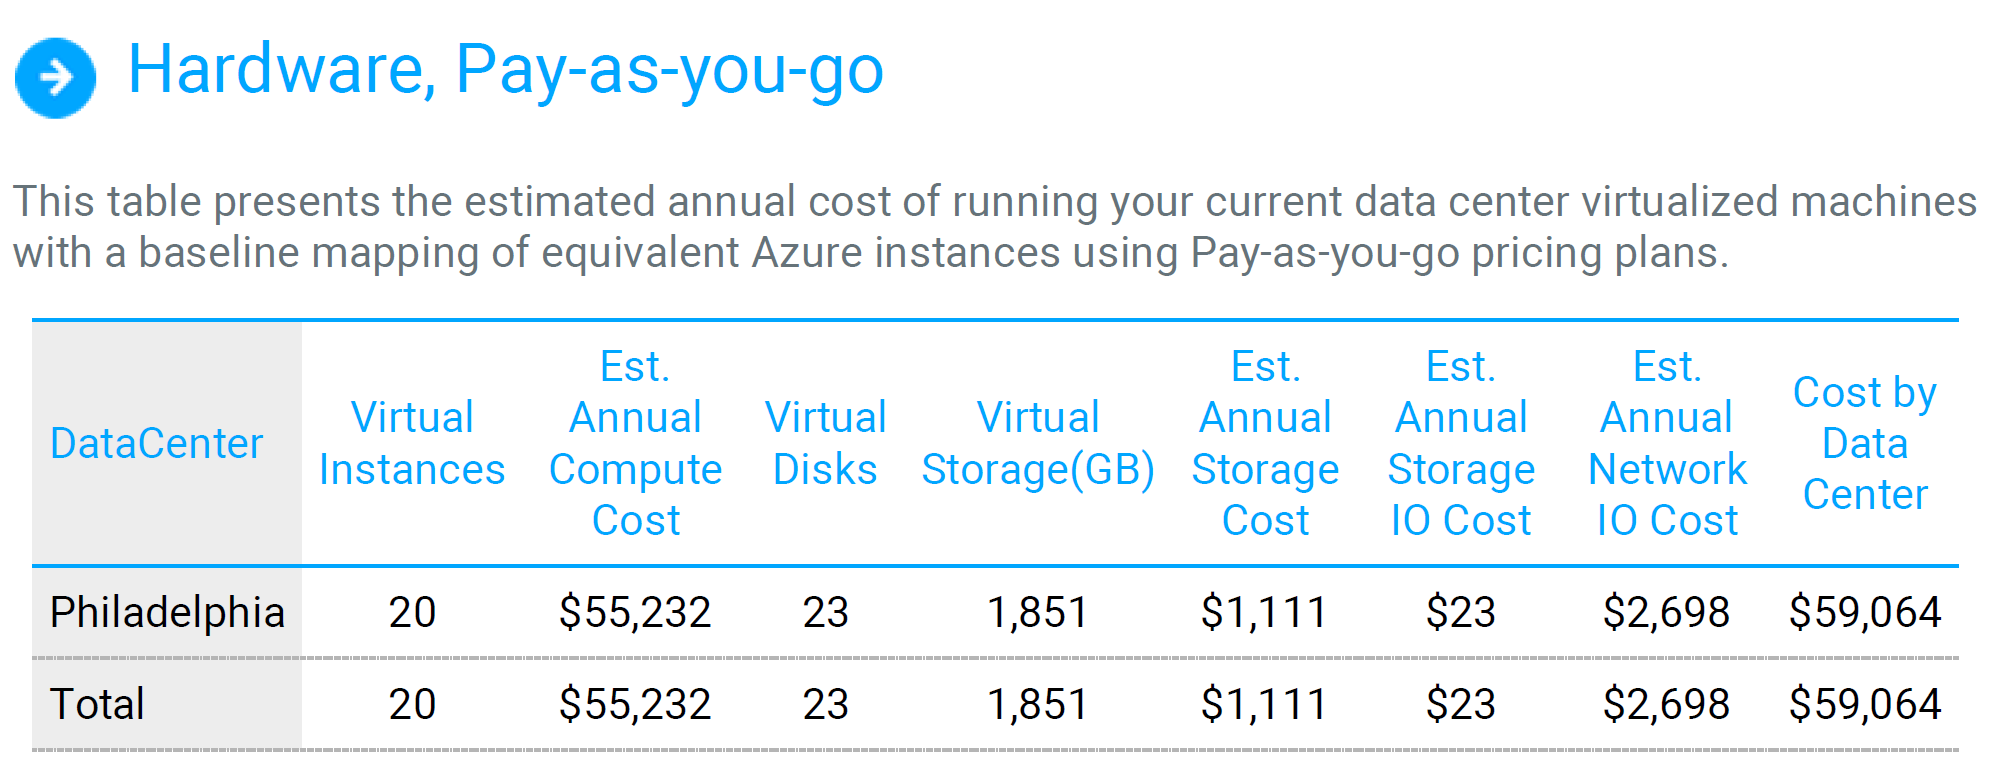 Hardware, Pay-as-you-go
This table presents the estimated annual cost of running your current data center virtualized machines
with a baseline mapping of equivalent Azure instances using Pay-as-you-go pricing plans.
DataCenter
Virtual
Instances
Est.
Annual
Compute
Cost
Virtual
Disks
Virtual
Storage(GB)
Est.
Annual
Storage
Cost
Est.
Annual
Storage
IO Cost
Est.
Annual
Network
IO Cost
Cost by
Data
Center
Philadelphia 20 $55,232 23 1,851 $1,111 $23 $2,698 $59,064
Total 20 $55,232 23 1,851 $1,111 $23 $2,698 $59,064